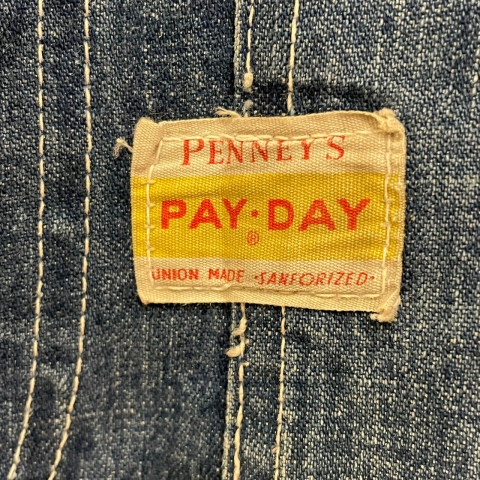 PENNEY'S
PAY·DAY
®
UNION MADE ·SANFORIZED·